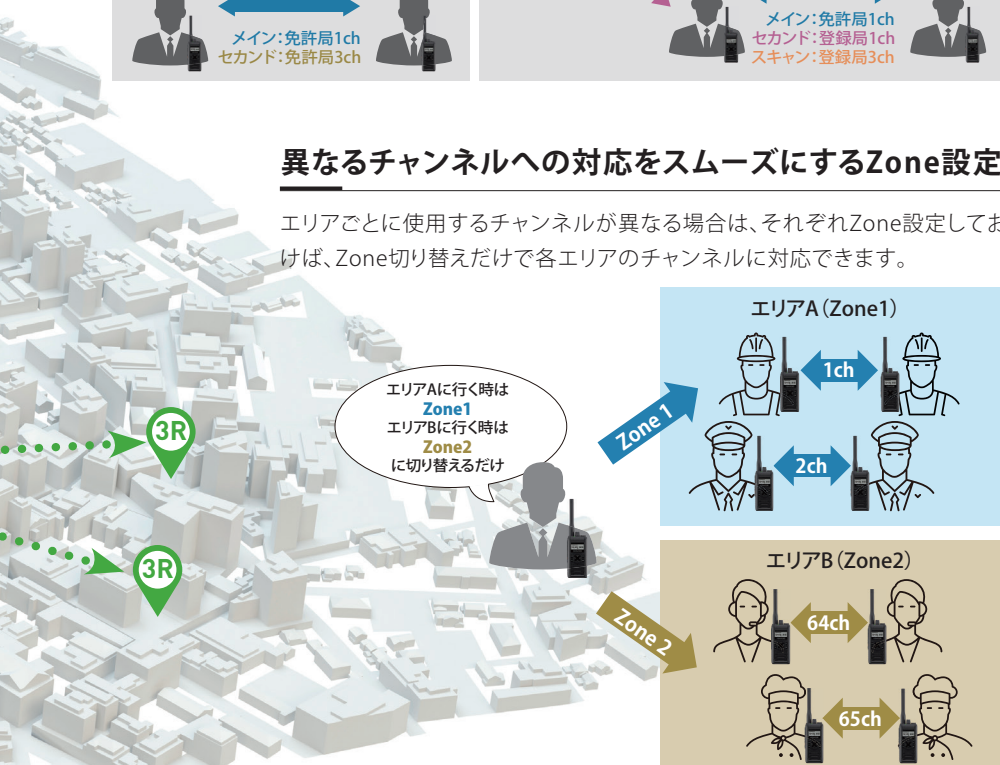 メイン：免許局1ch
セカンド：免許局3ch
メイン：免許局1ch
セカンド：登録局1ch
スキャン：登録局3ch
異なるチャンネルへの対応をスムーズにするZone設定
エリアごとに使用するチャンネルが異なる場合は、それぞれZone設定してお
けば、Zone切り替えだけで各エリアのチャンネルに対応できます。
エリアAに行く時は
Zone1
エリアBに行く時は
Zone2
に切り替えるだけ
3R
3R
Zone 1
エリアA（Zone1）
1ch
2ch
Zone 2
エリアB（Zone2）
64ch
65ch